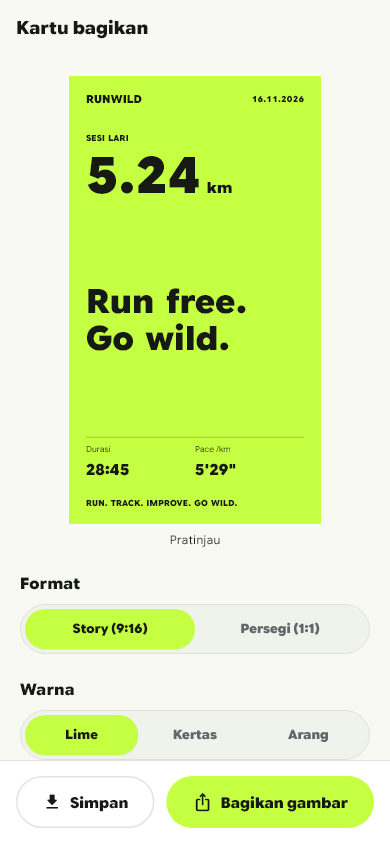 Kartu bagikan
RUNWILD 16.11.2026
SESI LARI
5.24 km
Run free.
Go wild.
Durasi Pace /km
28:45 5'29"
RUN. TRACK. IMPROVE. GO WILD.
Pratinjau
Format
Story (9:16) Persegi (1:1)
Warna
Lime Kertas Arang
Simpan Bagikan gambar